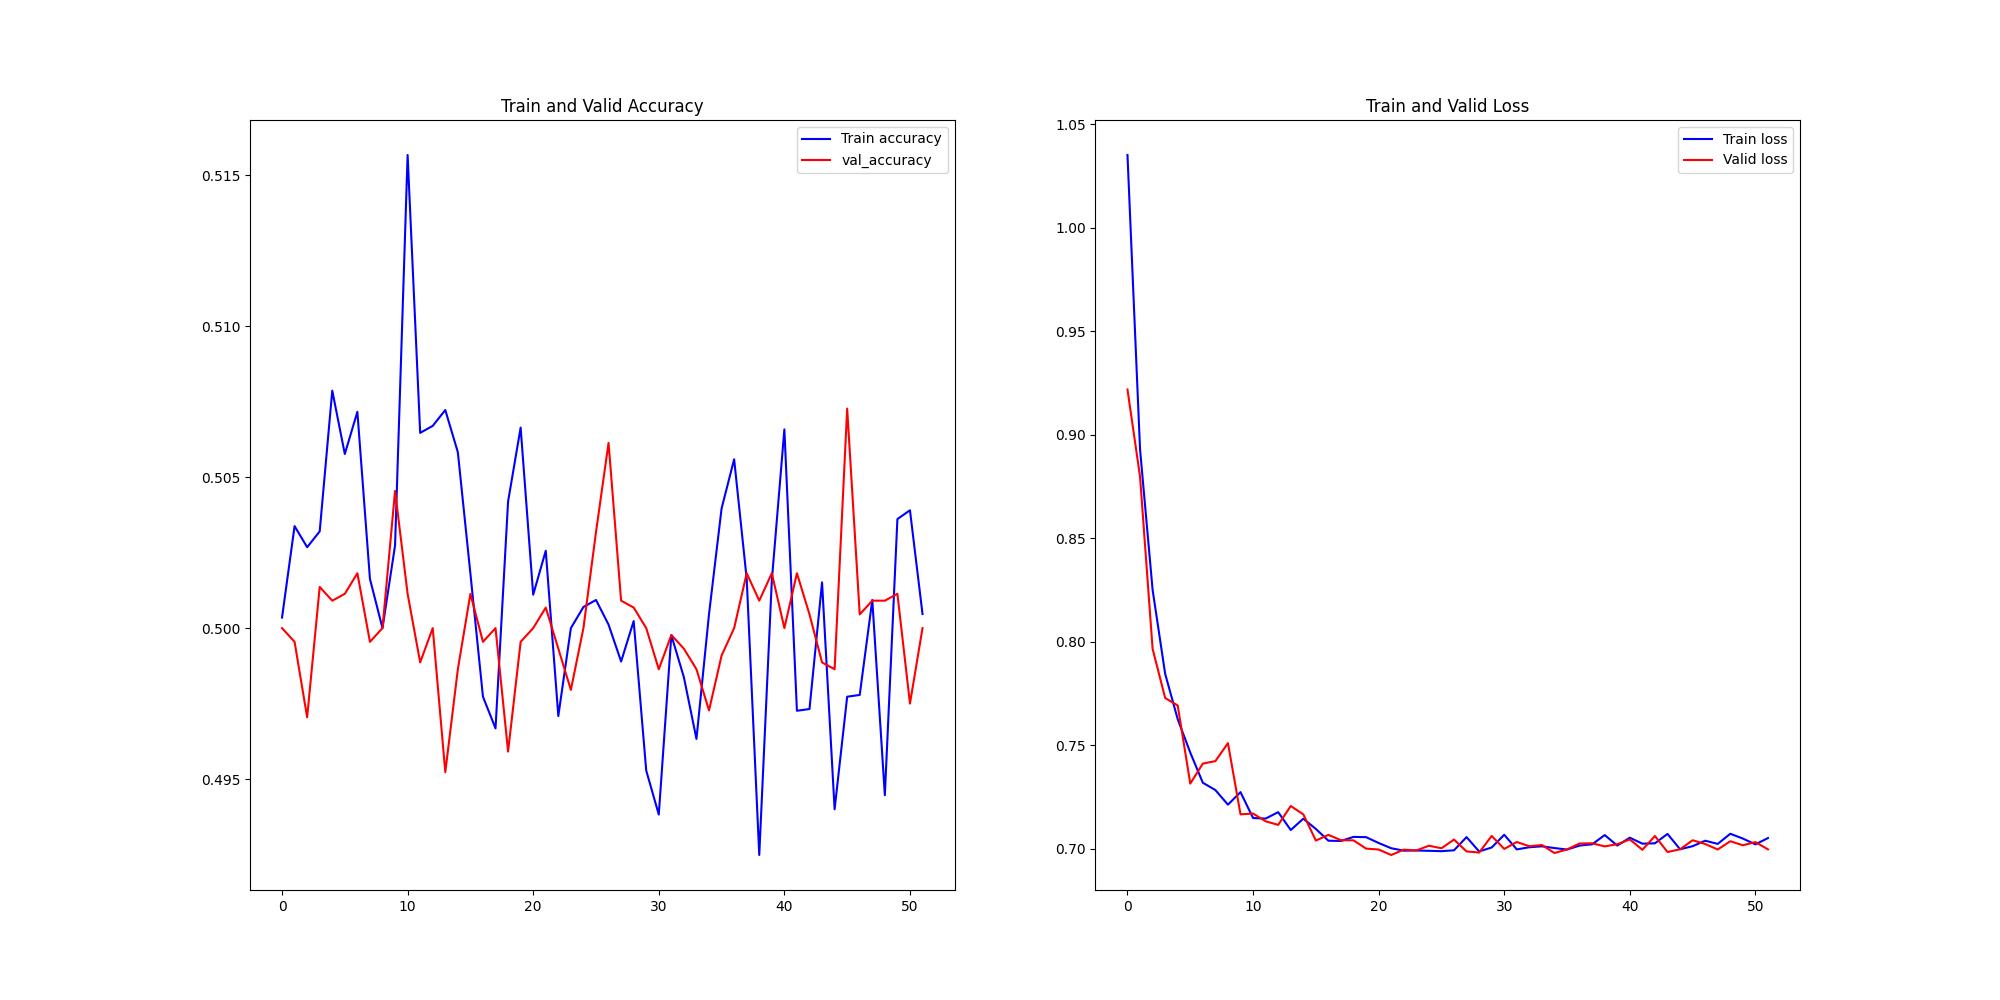 Train and Valid Accuracy
Train accuracy
val_accuracy
0.515
0.510
0.505
0.500
0.495
0 10 20 30 40 50
Train and Valid Loss
Train loss
Valid loss
1.05
1.00
0.95
0.90
0.85
0.80
0.75
0.70
0 10 20 30 40 50